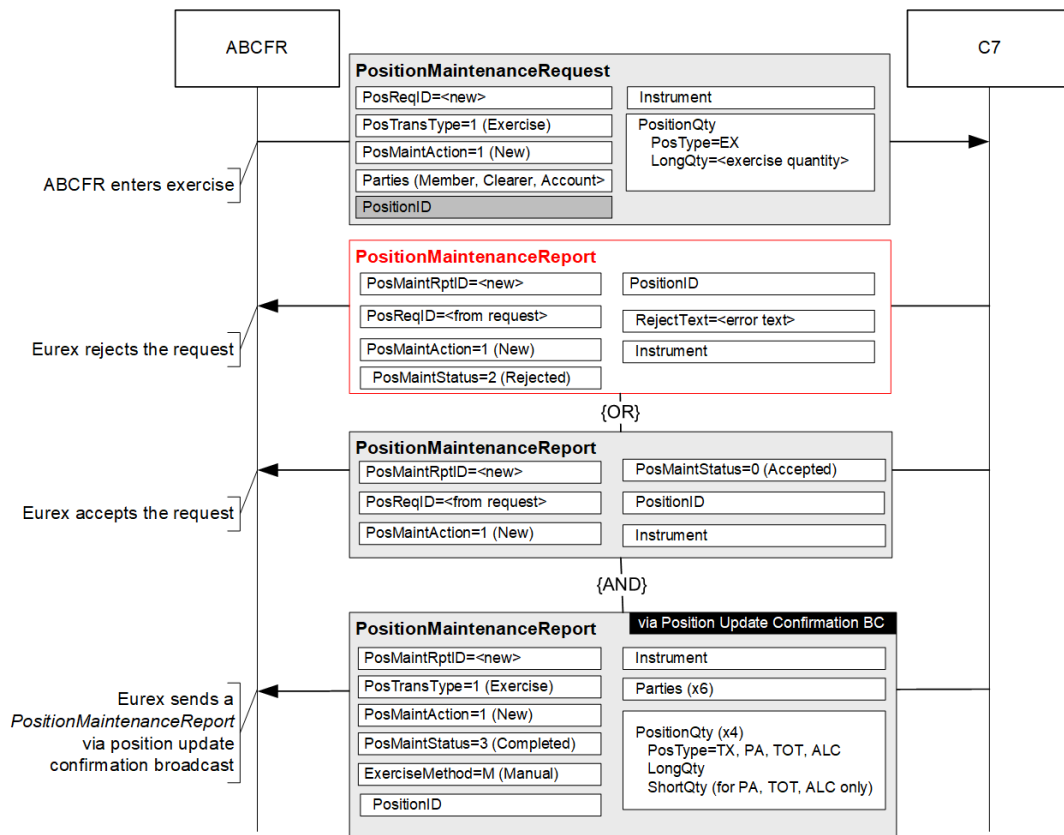 ABCFR
C7
PositionMaintenanceRequest
PosReqID=<new>
Instrument
PosTransType=1 (Exercise)
PositionQty
PosType=EX
LongQty=<exercise quantity>
PosMaintAction=1 (New)
Parties (Member, Clearer, Account>
PositionID
ABCFR enters exercise
PositionMaintenanceReport
PosMaintRptID=<new>
PositionID
PosReqID=<from request>
RejectText=<error text>
PosMaintAction=1 (New)
Instrument
PosMaintStatus=2 (Rejected)
Eurex rejects the request
{OR}
PositionMaintenanceReport
PosMaintRptID=<new>
PosMaintStatus=0 (Accepted)
PosReqID=<from request>
PositionID
PosMaintAction=1 (New)
Instrument
Eurex accepts the request
{AND}
PositionMaintenanceReport
via Position Update Confirmation BC
PosMaintRptID=<new>
Instrument
PosTransType=1 (Exercise)
Parties (x6)
PosMaintAction=1 (New)
PosMaintStatus=3 (Completed)
ExerciseMethod=M (Manual)
PositionID
PositionQty (x4)
PosType=TX, PA, TOT, ALC
LongQty
ShortQty (for PA, TOT, ALC only)
Eurex sends a
PositionMaintenanceReport
via position update
confirmation broadcast